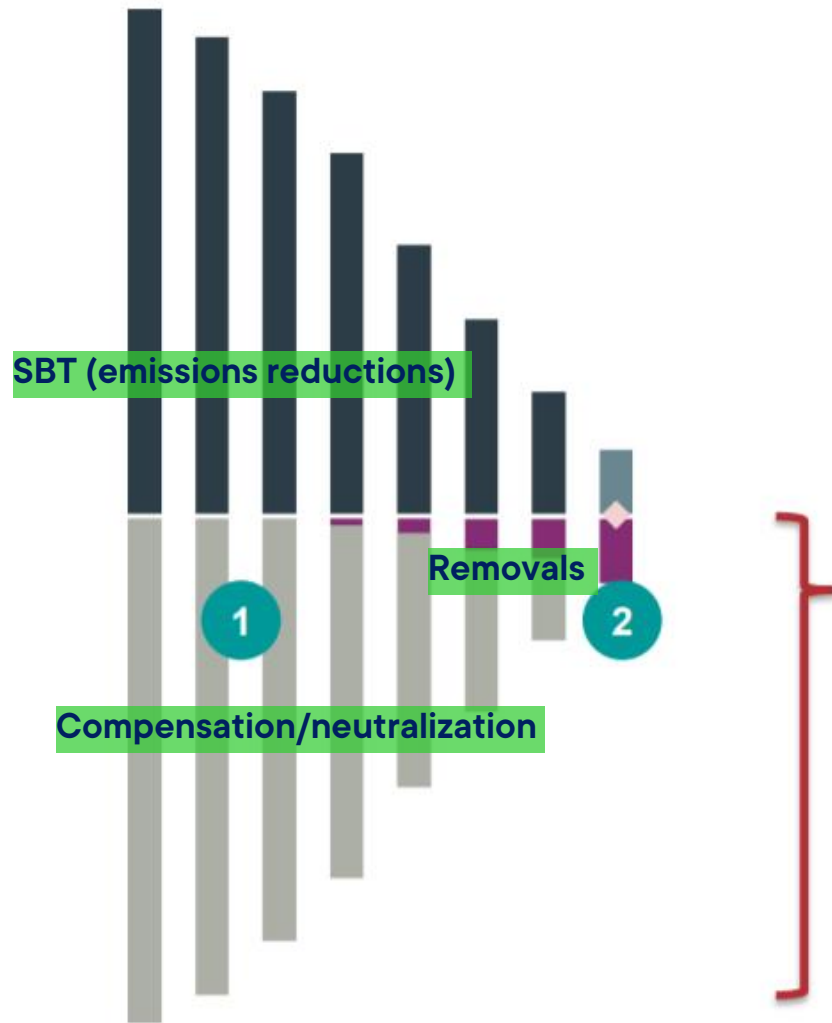 SBT (emissions reductions)
Removals
1
2
Compensation/neutralization